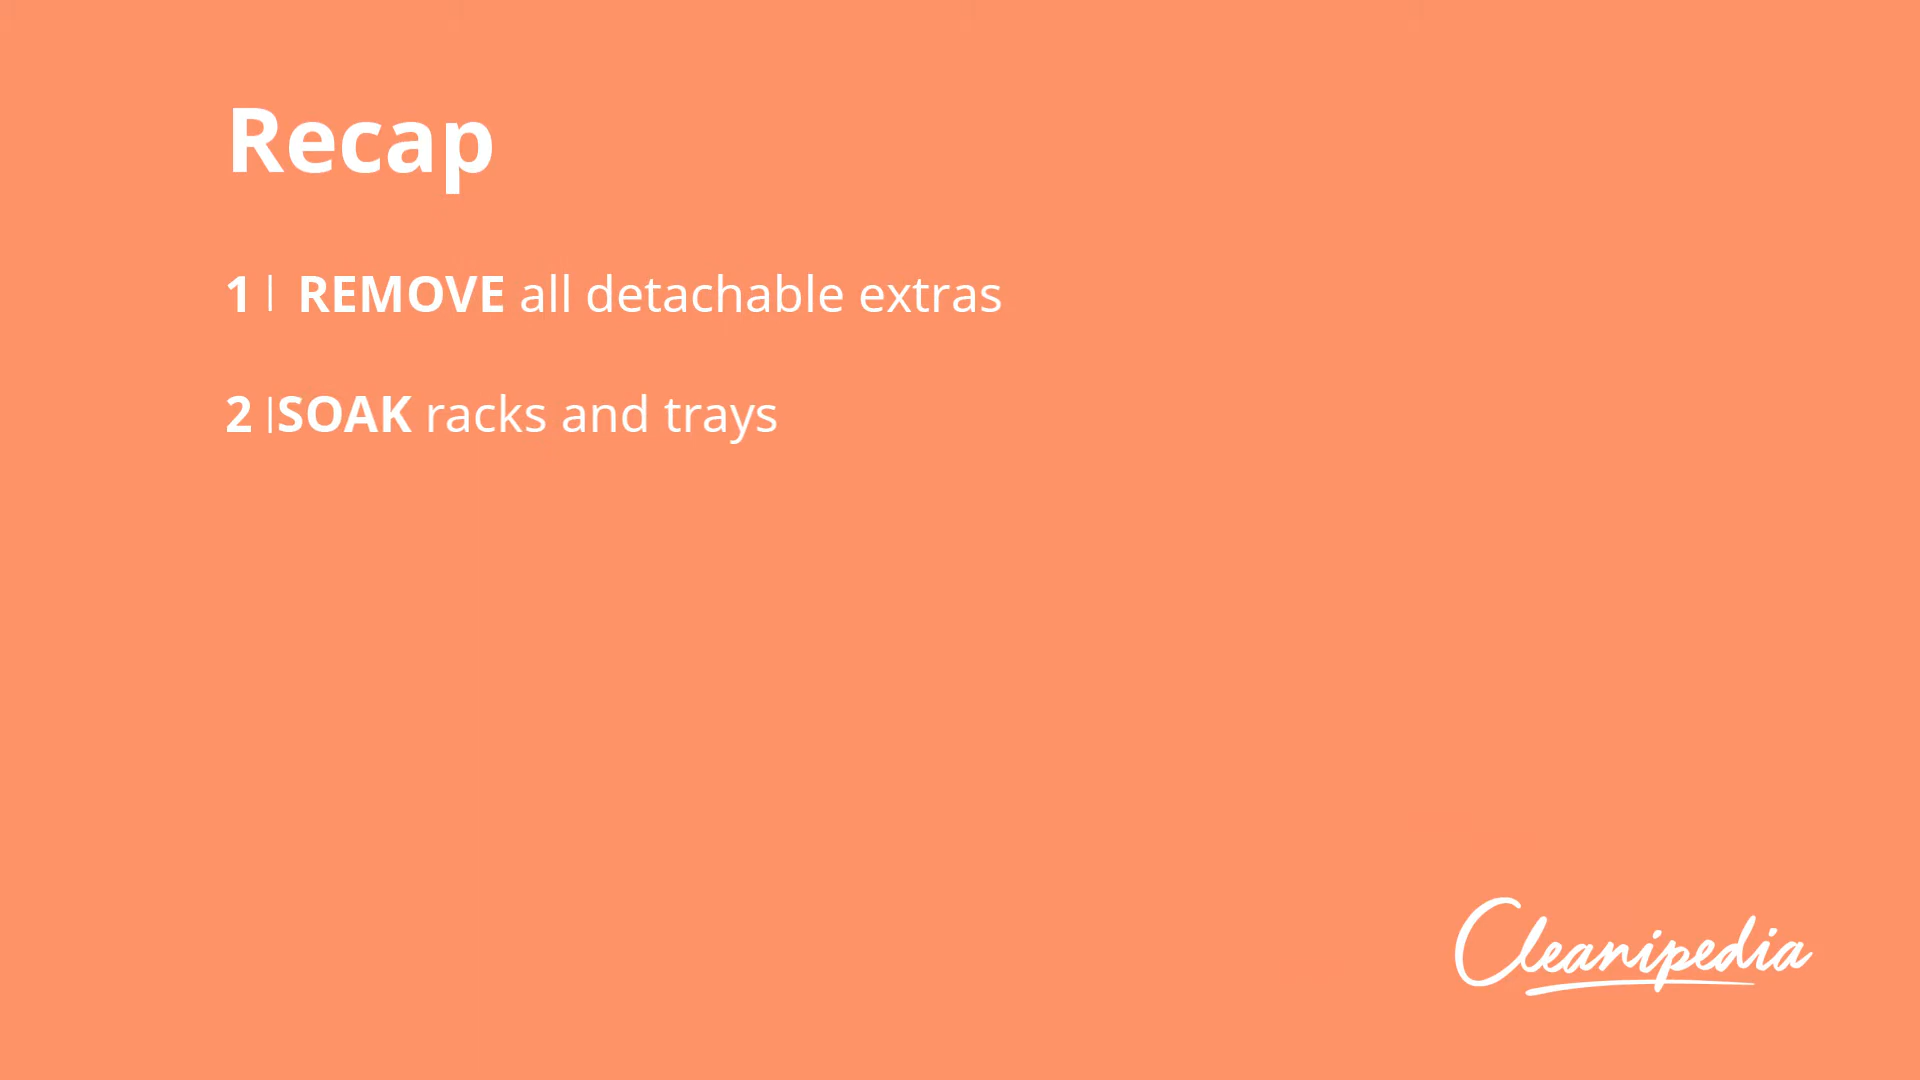 Recap
1 | REMOVE all detachable extras
2 |SOAK racks and trays
Cleanipedia